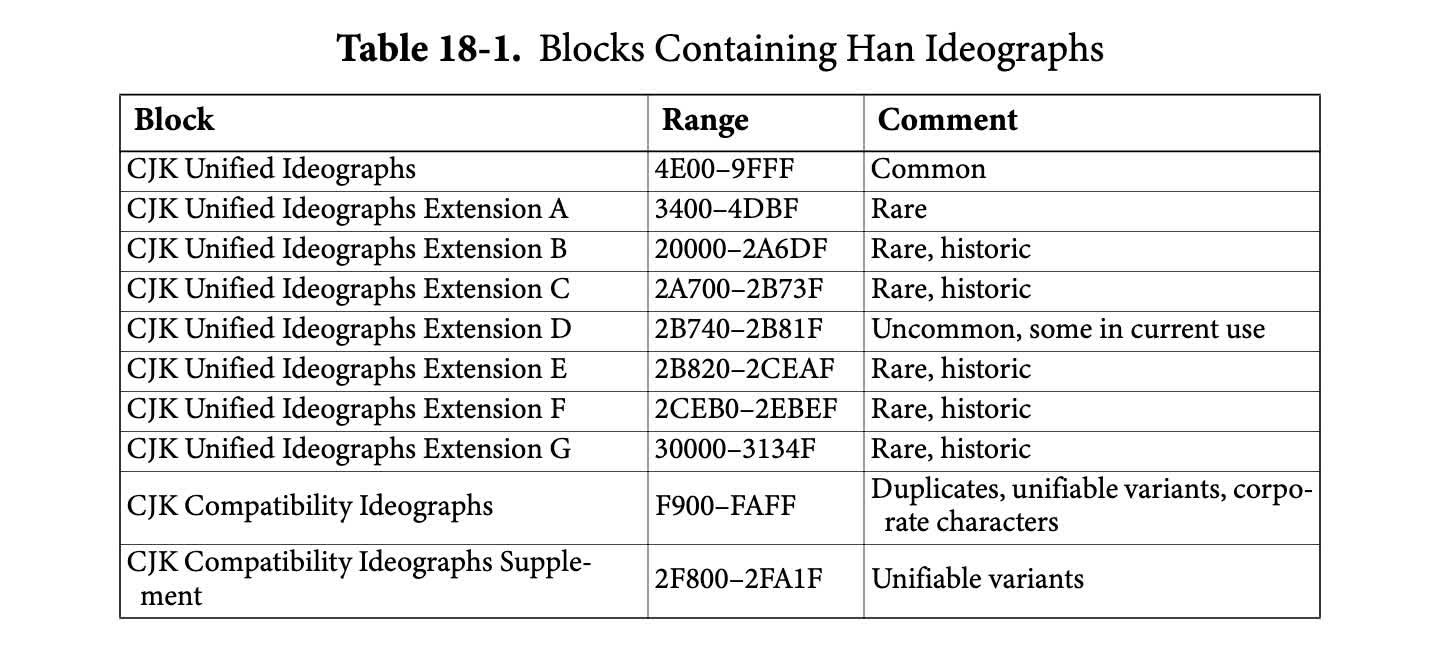 Table 18-1. Blocks Containing Han Ideographs
Block Range Comment
CJK Unified Ideographs 4E00–9FFF Common
CJK Unified Ideographs Extension A 3400–4DBF Rare
CJK Unified Ideographs Extension B 20000–2A6DF Rare, historic
CJK Unified Ideographs Extension C 2A700–2B73F Rare, historic
CJK Unified Ideographs Extension D 2B740–2B81F Uncommon, some in current use
CJK Unified Ideographs Extension E 2B820–2CEAF Rare, historic
CJK Unified Ideographs Extension F 2CEB0–2EBEF Rare, historic
CJK Unified Ideographs Extension G 30000–3134F Rare, historic
CJK Compatibility Ideographs F900–FAFF Duplicates, unifiable variants, corpo-
rate characters
CJK Compatibility Ideographs Supple-
ment 2F800–2FA1F Unifiable variants